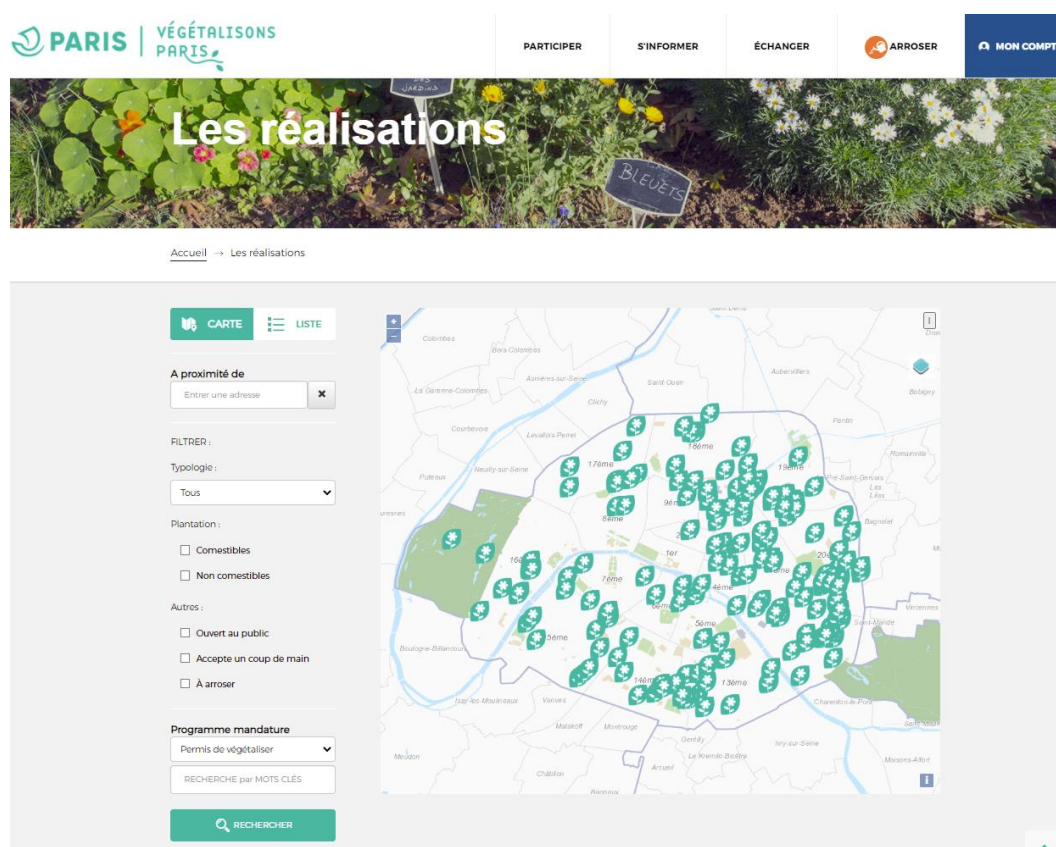 PARIS
VÉGÉTALISONS
PARIS
PARTICIPER
S'INFORMER
ÉCHANGER
ARROSER
MON COMPT
JARDINS
Les réalisations
BLEUETS
Accueil → Les réalisations
CARTE
LISTE
A proximité de
Entrer une adresse
FILTRER :
Typologie :
Tous
Plantation :
Comestibles
Non comestibles
Autres :
Ouvert au public
Accepte un coup de main
À arroser
Programme mandature
Permis de végétaliser
RECHERCHE par MOTS CLÉS
RECHERCHER
+
−
Colombes
Bois-Colombes
La Garenne-Colombes
Asnières-sur-Seine
Saint-Ouen
Aubervilliers
Bobigny
Clichy
Courbevoie
Levallois-Perret
Pantin
Romainville
Puteaux
Neuilly-sur-Seine
17ème
18ème
19ème
Pré-Saint-Gervais
Les
Lilas
uresnes
8ème
Bagnolet
1er
7ème
4ème
5ème
Vincennes
Saint-Mandé
Boulogne-Billancourt
13ème
Issy-les-Moulineaux
Vanves
Charenton-le-Pont
Malakoff
Montrouge
Gentilly
Ivry-sur-Seine
Le Kremlin-Bicêtre
Meudon
Arcueil
Maisons-Alfort
Châtillon
Bagneux
i